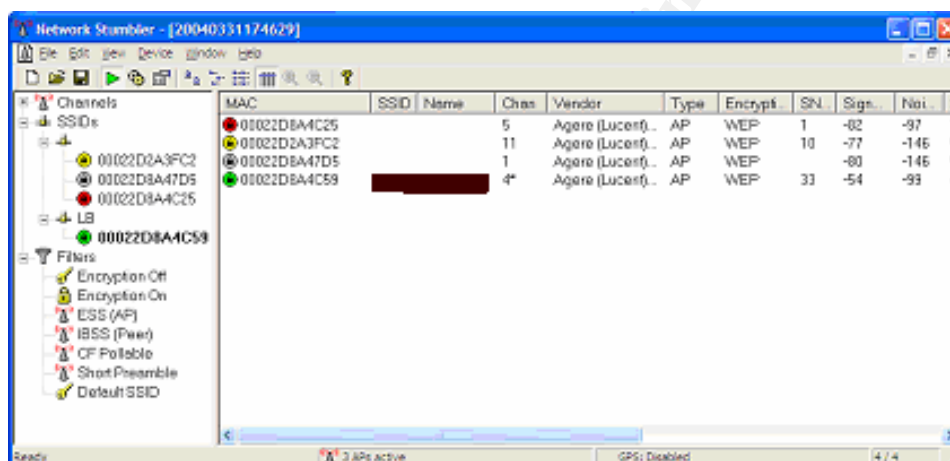 Network Stumbler - [20040331174629]
File Edit View Device Window Help
Channels
SSIDs
00022D2A3FC2
00022D8A47D5
00022D8A4C25
LB
00022D8A4C59
Filters
Encryption Off
Encryption On
ESS (AP)
IBSS (Peer)
CF Pollable
Short Preamble
Default SSID
MAC SSID Name Chan Vendor Type Encrypti... SN... Sign... Noi...
00022D8A4C25 5 Agere (Lucent)... AP WEP 1 -82 -97
00022D2A3FC2 11 Agere (Lucent)... AP WEP 10 -77 -146
00022D8A47D5 1 Agere (Lucent)... AP WEP -80 -146
00022D8A4C59 4* Agere (Lucent)... AP WEP 33 -54 -99
Ready 3 APs active GPS: Disabled 4 / 4